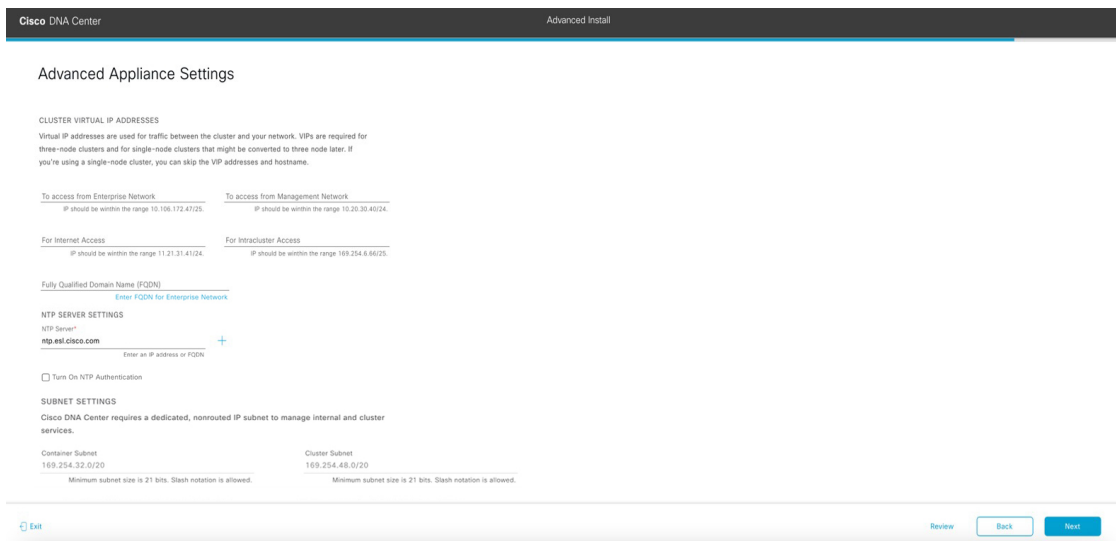 Cisco DNA Center
Advanced Install
Advanced Appliance Settings
CLUSTER VIRTUAL IP ADDRESSES
Virtual IP addresses are used for traffic between the cluster and your network. VIPs are required for
three-node clusters and for single-node clusters that might be converted to three node later. If
you're using a single-node cluster, you can skip the VIP addresses and hostname.
To access from Enterprise Network
IP should be winthin the range 10.106.172.47/25.
To access from Management Network
IP should be winthin the range 10.20.30.40/24.
For Internet Access
IP should be winthin the range 11.21.31.41/24.
For Intracluster Access
IP should be winthin the range 169.254.6.66/25.
Fully Qualified Domain Name (FQDN)
Enter FQDN for Enterprise Network
NTP SERVER SETTINGS
NTP Server*
ntp.esl.cisco.com
+
Enter an IP address or FQDN
Turn On NTP Authentication
SUBNET SETTINGS
Cisco DNA Center requires a dedicated, nonrouted IP subnet to manage internal and cluster
services.
Container Subnet
169.254.32.0/20
Minimum subnet size is 21 bits. Slash notation is allowed.
Cluster Subnet
169.254.48.0/20
Minimum subnet size is 21 bits. Slash notation is allowed.
Exit
Review
Back
Next